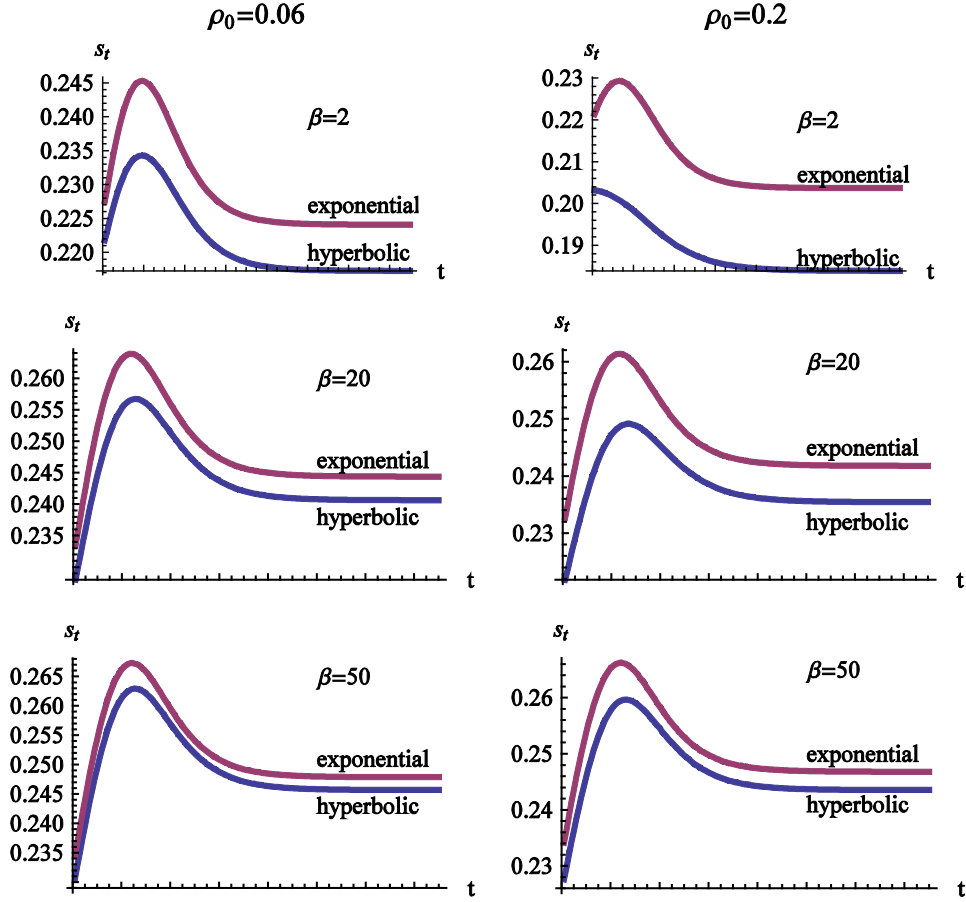 ρ0=0.06
ρ0=0.2
st
0.245
0.240
0.235
0.230
0.225
0.220
β=2
exponential
hyperbolic
t
st
0.23
0.22
0.21
0.20
0.19
β=2
exponential
hyperbolic
t
st
0.260
0.255
0.250
0.245
0.240
0.235
β=20
exponential
hyperbolic
t
st
0.26
0.25
0.24
0.23
β=20
exponential
hyperbolic
t
st
0.265
0.260
0.255
0.250
0.245
0.240
0.235
β=50
exponential
hyperbolic
t
st
0.26
0.25
0.24
0.23
β=50
exponential
hyperbolic
t